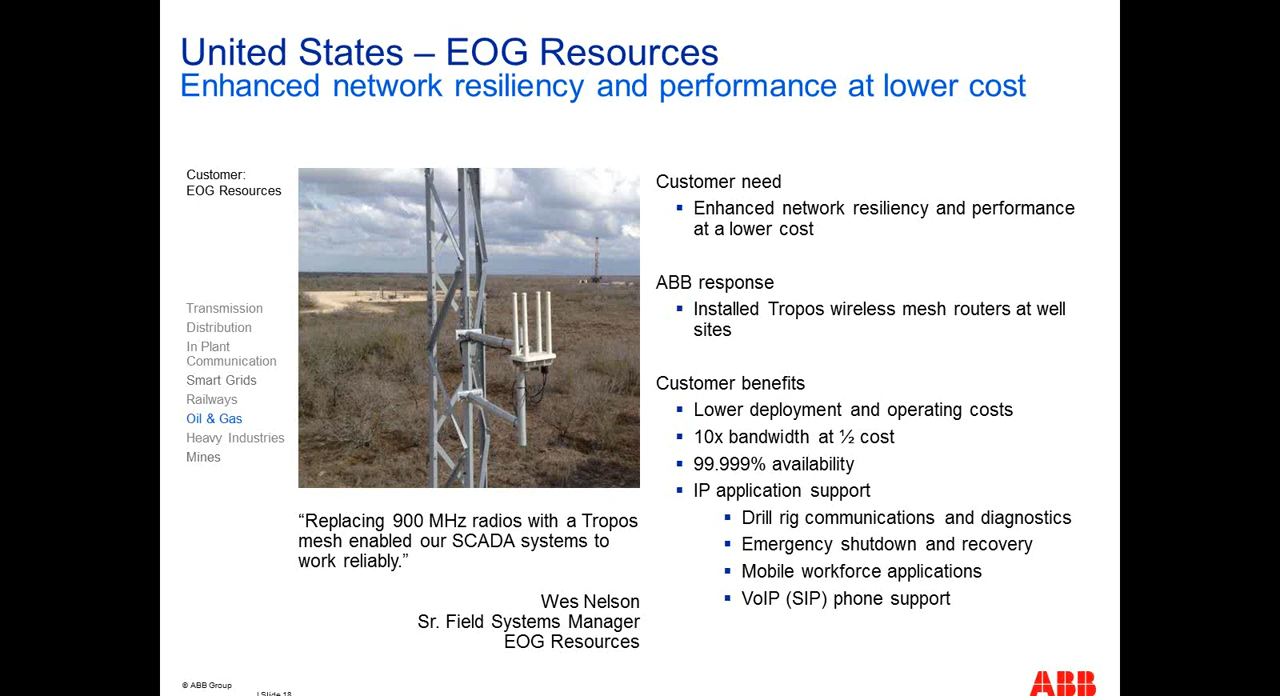 United States – EOG Resources
Enhanced network resiliency and performance at lower cost
Customer:
EOG Resources
Transmission
Distribution
In Plant
Communication
Smart Grids
Railways
Oil & Gas
Heavy Industries
Mines
“Replacing 900 MHz radios with a Tropos
mesh enabled our SCADA systems to
work reliably.”
Wes Nelson
Sr. Field Systems Manager
EOG Resources
Customer need
▪ Enhanced network resiliency and performance
at a lower cost
ABB response
▪ Installed Tropos wireless mesh routers at well
sites
Customer benefits
▪ Lower deployment and operating costs
▪ 10x bandwidth at ½ cost
▪ 99.999% availability
▪ IP application support
▪ Drill rig communications and diagnostics
▪ Emergency shutdown and recovery
▪ Mobile workforce applications
▪ VoIP (SIP) phone support
© ABB Group
| Slide 18
ABB